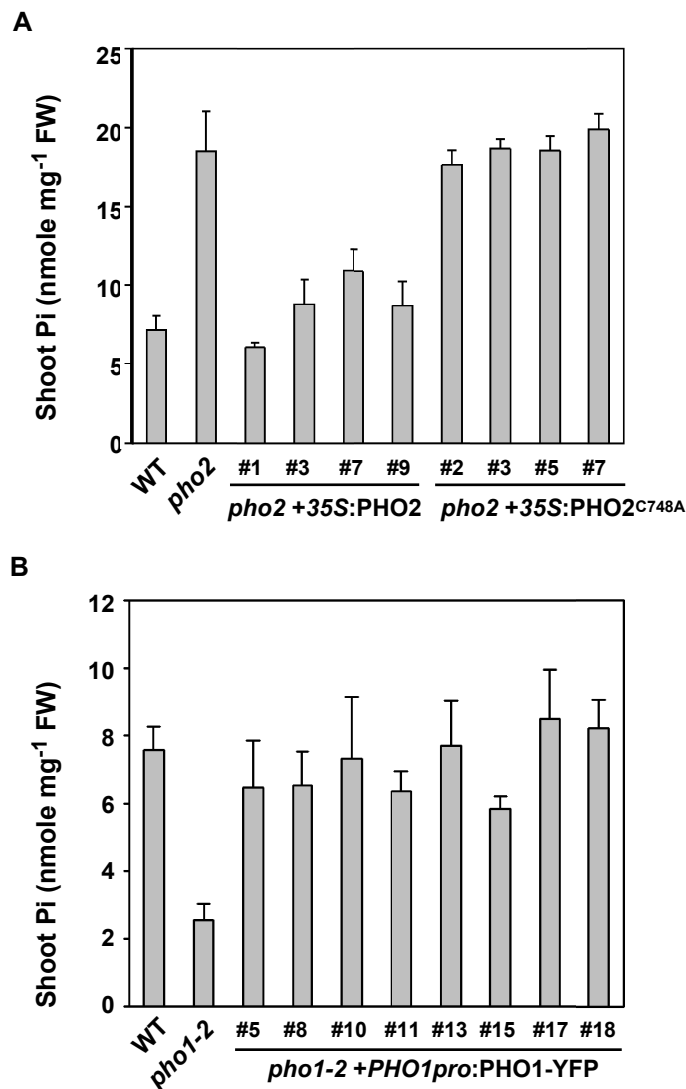 A
25
20
15
10
5
0
Shoot Pi (nmole mg⁻¹ FW)
WT
pho2
#1 #3 #7 #9 #2 #3 #5 #7
pho2 +35S:PHO2 pho2 +35S:PHO2C748A
B
12
10
8
6
4
2
0
Shoot Pi (nmole mg⁻¹ FW)
WT
pho1-2
#5 #8 #10 #11 #13 #15 #17 #18
pho1-2 +PHO1pro:PHO1-YFP